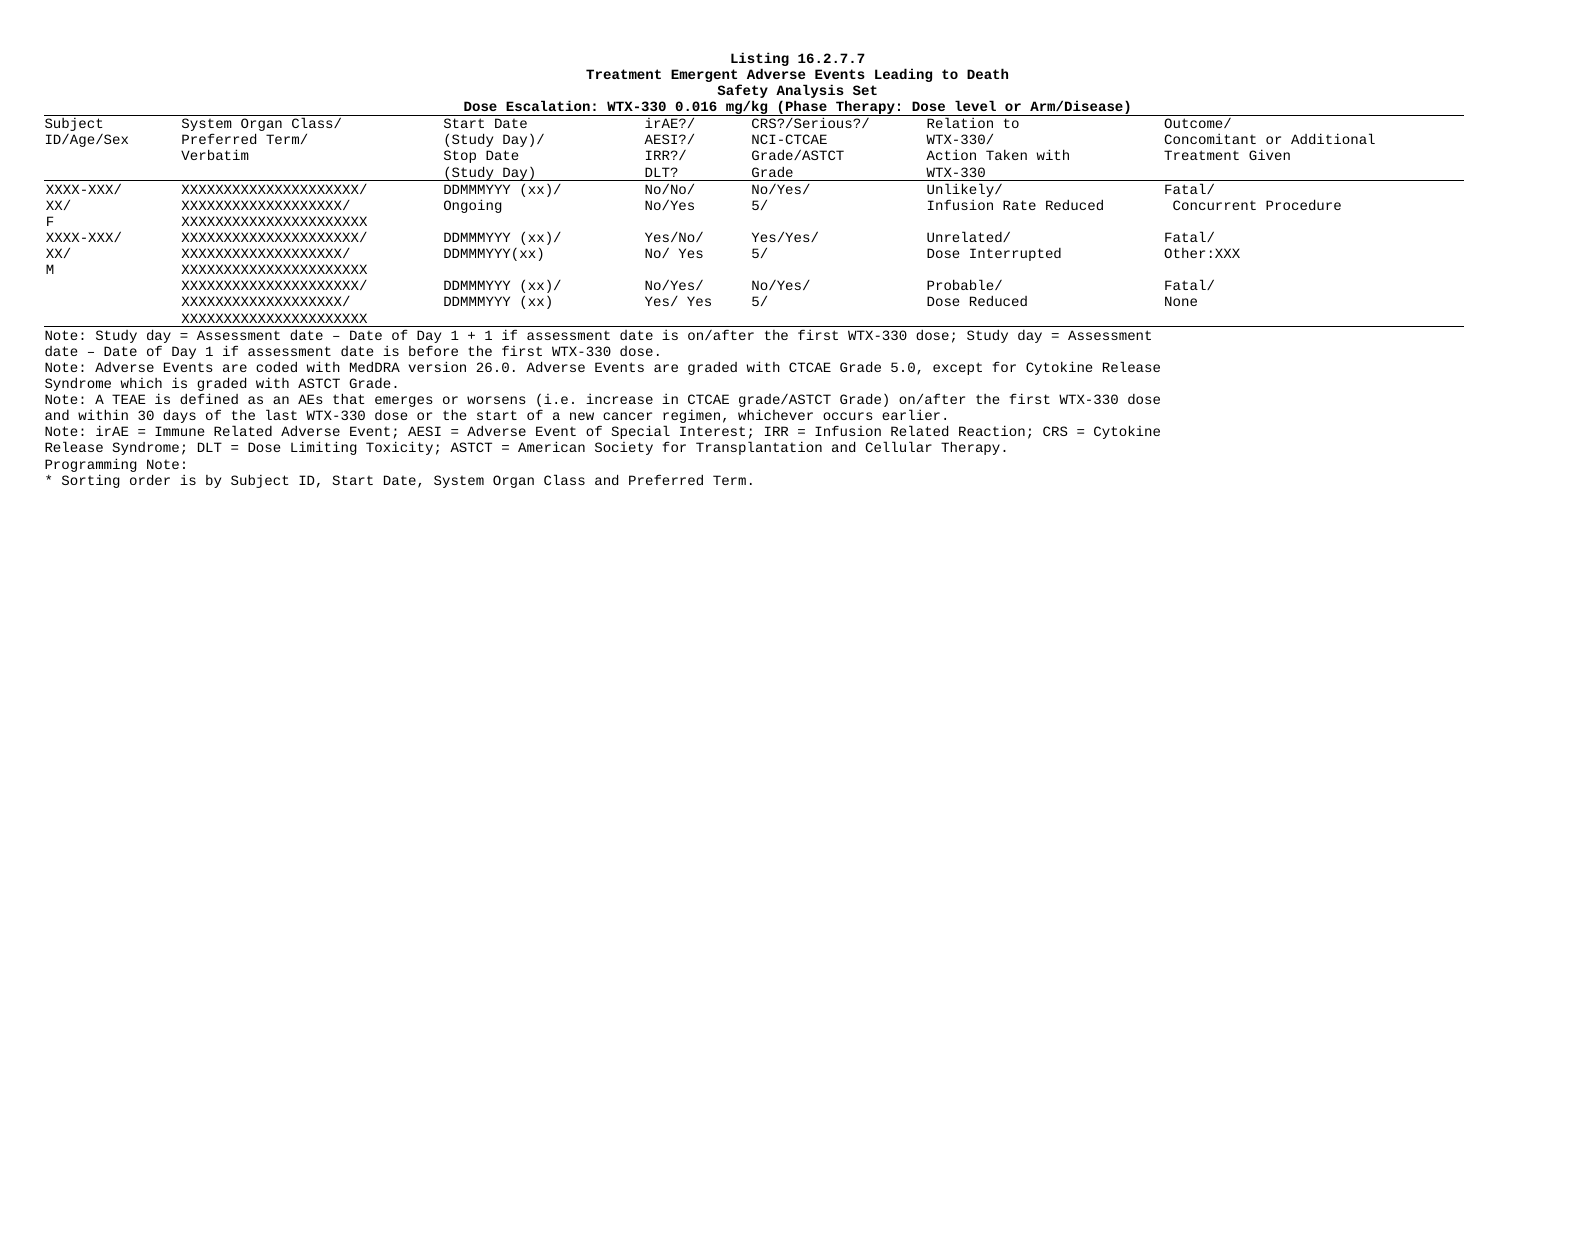 Listing 16.2.7.7
Treatment Emergent Adverse Events Leading to Death
Safety Analysis Set
Dose Escalation: WTX-330 0.016 mg/kg (Phase Therapy: Dose level or Arm/Disease)
Subject System Organ Class/ Start Date irAE?/ CRS?/Serious?/ Relation to Outcome/
ID/Age/Sex Preferred Term/ (Study Day)/ AESI?/ NCI-CTCAE WTX-330/ Concomitant or Additional
Verbatim Stop Date IRR?/ Grade/ASTCT Action Taken with Treatment Given
(Study Day) DLT? Grade WTX-330
XXXX-XXX/ XXXXXXXXXXXXXXXXXXXXX/ DDMMMYYY (xx)/ No/No/ No/Yes/ Unlikely/ Fatal/
XX/ XXXXXXXXXXXXXXXXXXX/ Ongoing No/Yes 5/ Infusion Rate Reduced Concurrent Procedure
F XXXXXXXXXXXXXXXXXXXXXX
XXXX-XXX/ XXXXXXXXXXXXXXXXXXXXX/ DDMMMYYY (xx)/ Yes/No/ Yes/Yes/ Unrelated/ Fatal/
XX/ XXXXXXXXXXXXXXXXXXX/ DDMMMYYY(xx) No/ Yes 5/ Dose Interrupted Other:XXX
M XXXXXXXXXXXXXXXXXXXXXX
XXXXXXXXXXXXXXXXXXXXX/ DDMMMYYY (xx)/ No/Yes/ No/Yes/ Probable/ Fatal/
XXXXXXXXXXXXXXXXXXX/ DDMMMYYY (xx) Yes/ Yes 5/ Dose Reduced None
XXXXXXXXXXXXXXXXXXXXXX
Note: Study day = Assessment date – Date of Day 1 + 1 if assessment date is on/after the first WTX-330 dose; Study day = Assessment
date – Date of Day 1 if assessment date is before the first WTX-330 dose.
Note: Adverse Events are coded with MedDRA version 26.0. Adverse Events are graded with CTCAE Grade 5.0, except for Cytokine Release
Syndrome which is graded with ASTCT Grade.
Note: A TEAE is defined as an AEs that emerges or worsens (i.e. increase in CTCAE grade/ASTCT Grade) on/after the first WTX-330 dose
and within 30 days of the last WTX-330 dose or the start of a new cancer regimen, whichever occurs earlier.
Note: irAE = Immune Related Adverse Event; AESI = Adverse Event of Special Interest; IRR = Infusion Related Reaction; CRS = Cytokine
Release Syndrome; DLT = Dose Limiting Toxicity; ASTCT = American Society for Transplantation and Cellular Therapy.
Programming Note:
* Sorting order is by Subject ID, Start Date, System Organ Class and Preferred Term.